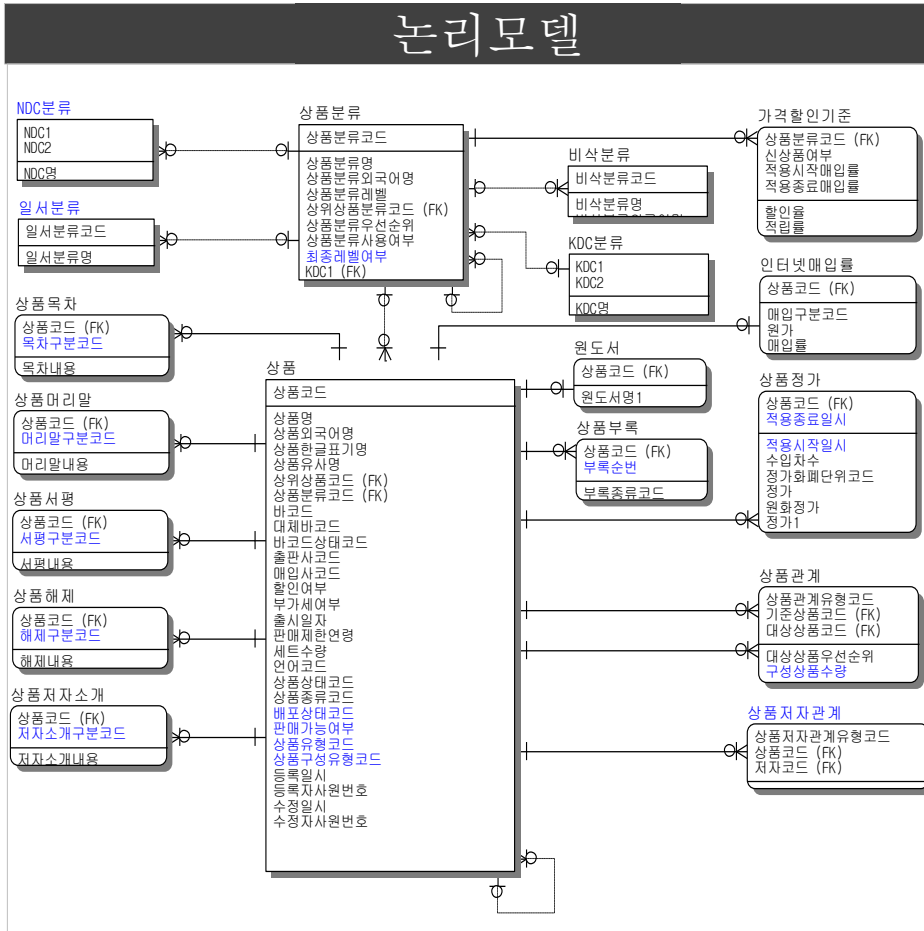 논리모델
NDC분류
NDC1
NDC2
NDC명
일서분류
일서분류코드
일서분류명
상품분류
상품분류코드
상품분류명
상품분류외국어명
상품분류레벨
상위상품분류코드 (FK)
상품분류우선순위
상품분류사용여부
최종레벨여부
KDC1 (FK)
비삭분류
비삭분류코드
비삭분류명
KDC분류
KDC1
KDC2
KDC명
가격할인기준
상품분류코드 (FK)
신상품여부
적용시작매입률
적용종료매입률
할인율
적립률
인터넷매입률
상품코드 (FK)
매입구분코드
원가
매입률
상품목차
상품코드 (FK)
목차구분코드
목차내용
상품머리말
상품코드 (FK)
머리말구분코드
머리말내용
상품서평
상품코드 (FK)
서평구분코드
서평내용
상품해제
상품코드 (FK)
해제구분코드
해제내용
상품저자소개
상품코드 (FK)
저자소개구분코드
저자소개내용
상품
상품코드
상품명
상품외국어명
상품한글표기명
상품유사명
상위상품코드 (FK)
상품분류코드 (FK)
바코드
대체바코드
바코드상태코드
출판사코드
매입사코드
할인여부
부가세여부
출시일자
판매제한연령
세트수량
언어코드
상품상태코드
상품종류코드
배포상태코드
판매가능여부
상품유형코드
상품구성유형코드
등록일시
등록자사원번호
수정일시
수정자사원번호
원도서
상품코드 (FK)
원도서명1
상품부록
상품코드 (FK)
부록순번
부록종류코드
상품정가
상품코드 (FK)
적용종료일시
적용시작일시
수입차수
정가화폐단위코드
정가
원화정가
정가1
상품관계
상품관계유형코드
기준상품코드 (FK)
대상상품코드 (FK)
대상상품우선순위
구성상품수량
상품저자관계
상품저자관계유형코드
상품코드 (FK)
저자코드 (FK)